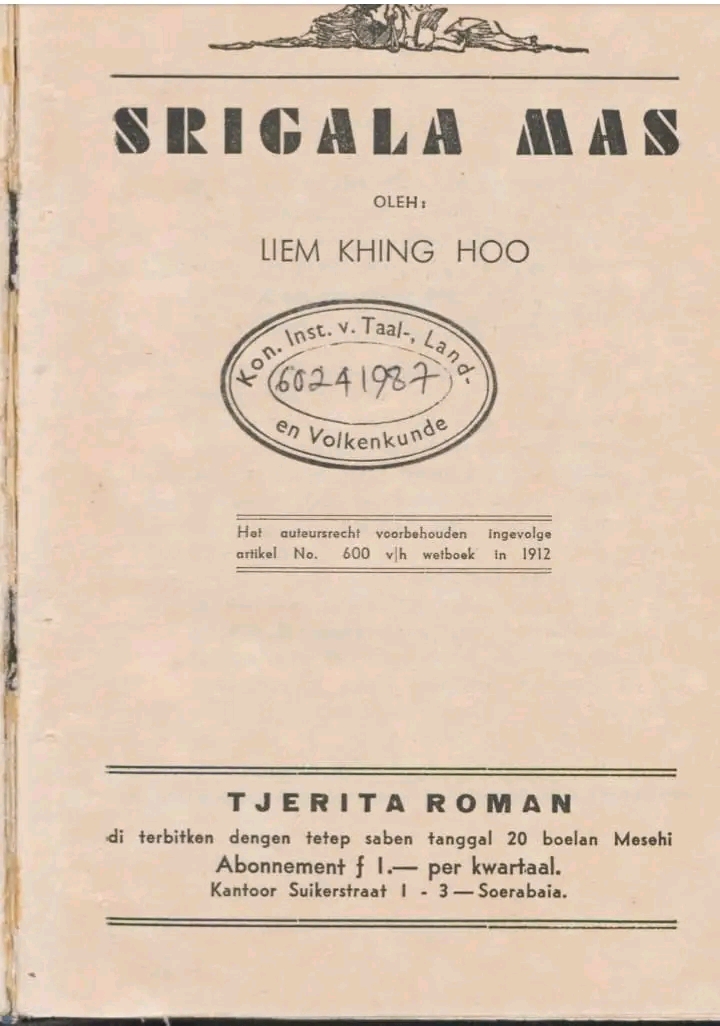 SRIGALA MAS
OLEH:
LIEM KHING HOO
Kon. Inst. v. Taal-, Land-
60241987
en Volkenkunde
Het auteursrecht voorbehouden ingevolge
artikel No. 600 v|h wetboek in 1912
TJERITA ROMAN
di terbitken dengen tetep saben tanggal 20 boelan Mesehi
Abonnement ƒ 1.— per kwartaal.
Kantoor Suikerstraat 1 - 3 — Soerabaia.